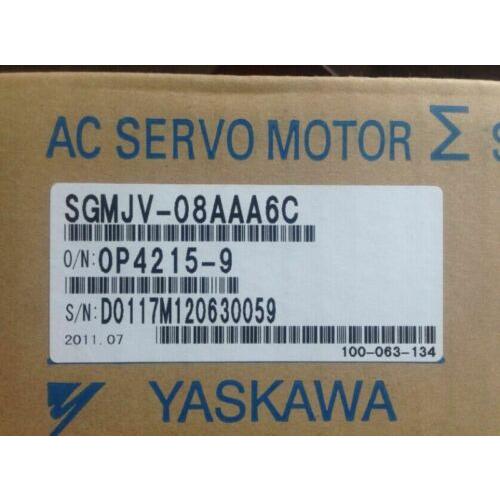 AC SERVO MOTOR Σ S
SGMJV-08AAA6C
O/N: OP4215-9
S/N: D0117M120630059
2011.07
100-063-134
YASKAWA